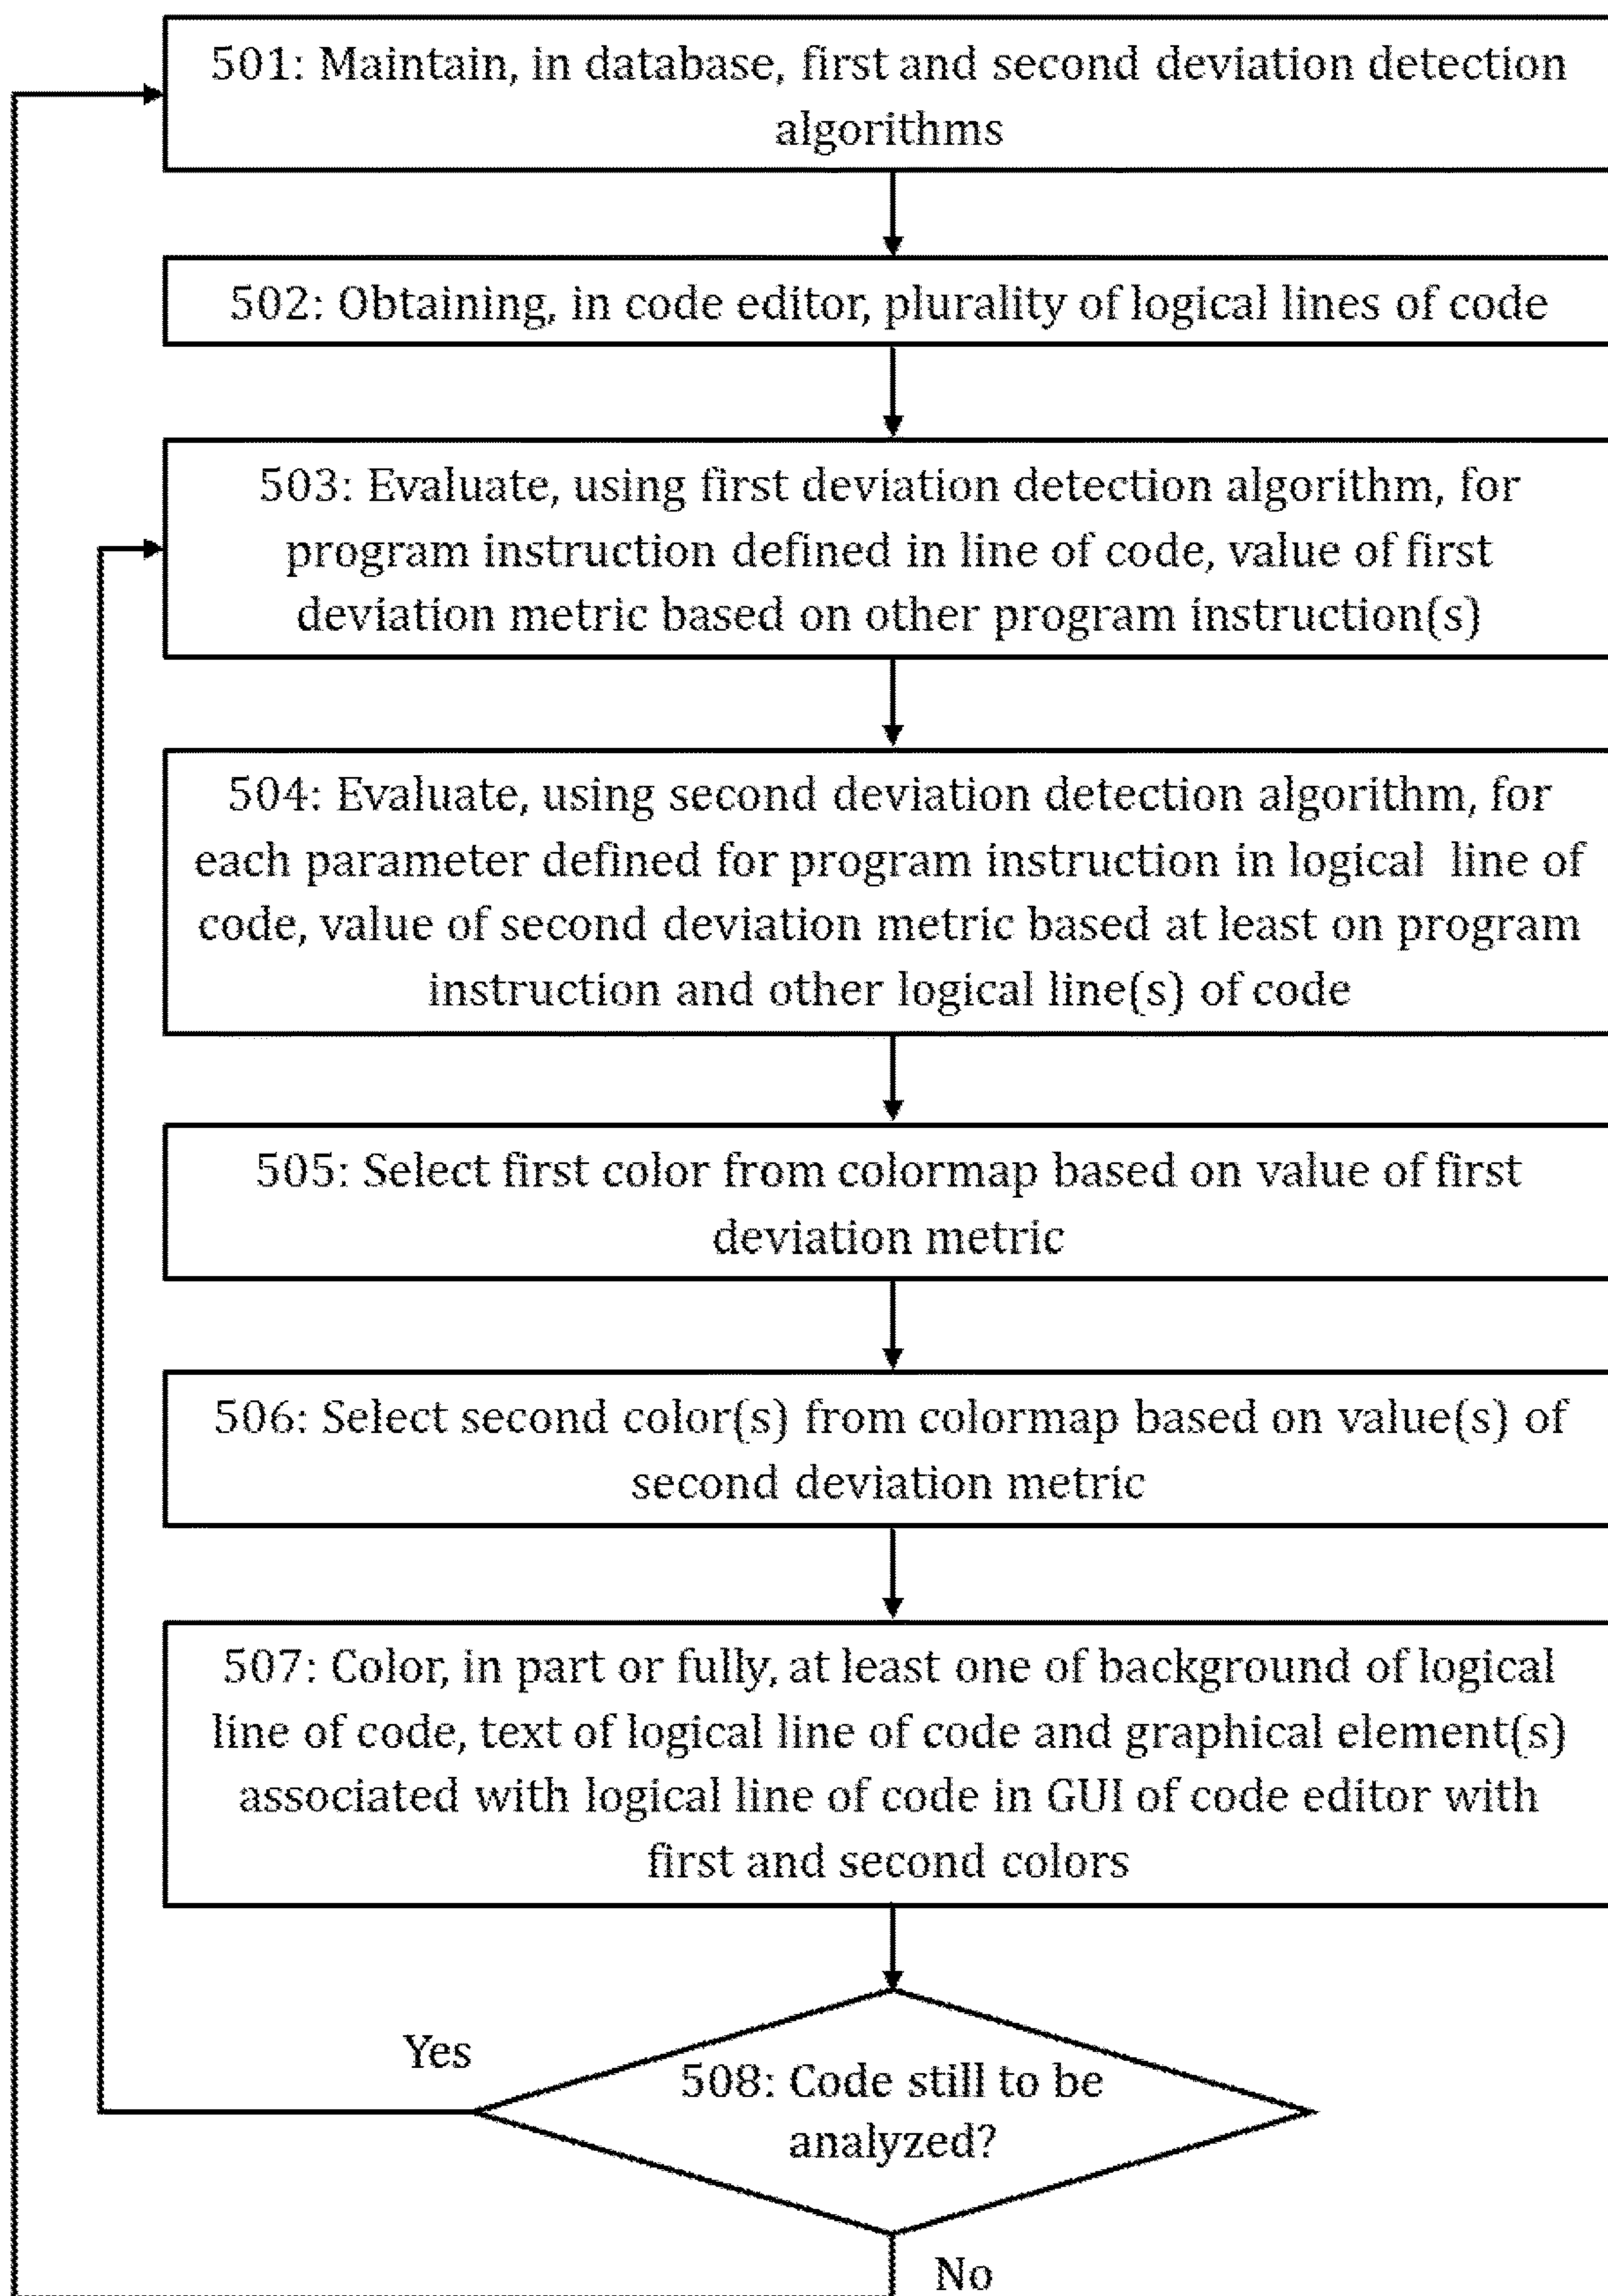 501: Maintain, in database, first and second deviation detection
algorithms
502: Obtaining, in code editor, plurality of logical lines of code
503: Evaluate, using first deviation detection algorithm, for
program instruction defined in line of code, value of first
deviation metric based on other program instruction(s)
504: Evaluate, using second deviation detection algorithm, for
each parameter defined for program instruction in logical line of
code, value of second deviation metric based at least on program
instruction and other logical line(s) of code
505: Select first color from colormap based on value of first
deviation metric
506: Select second color(s) from colormap based on value(s) of
second deviation metric
507: Color, in part or fully, at least one of background of logical
line of code, text of logical line of code and graphical element(s)
associated with logical line of code in GUI of code editor with
first and second colors
Yes
508: Code still to be
analyzed?
No